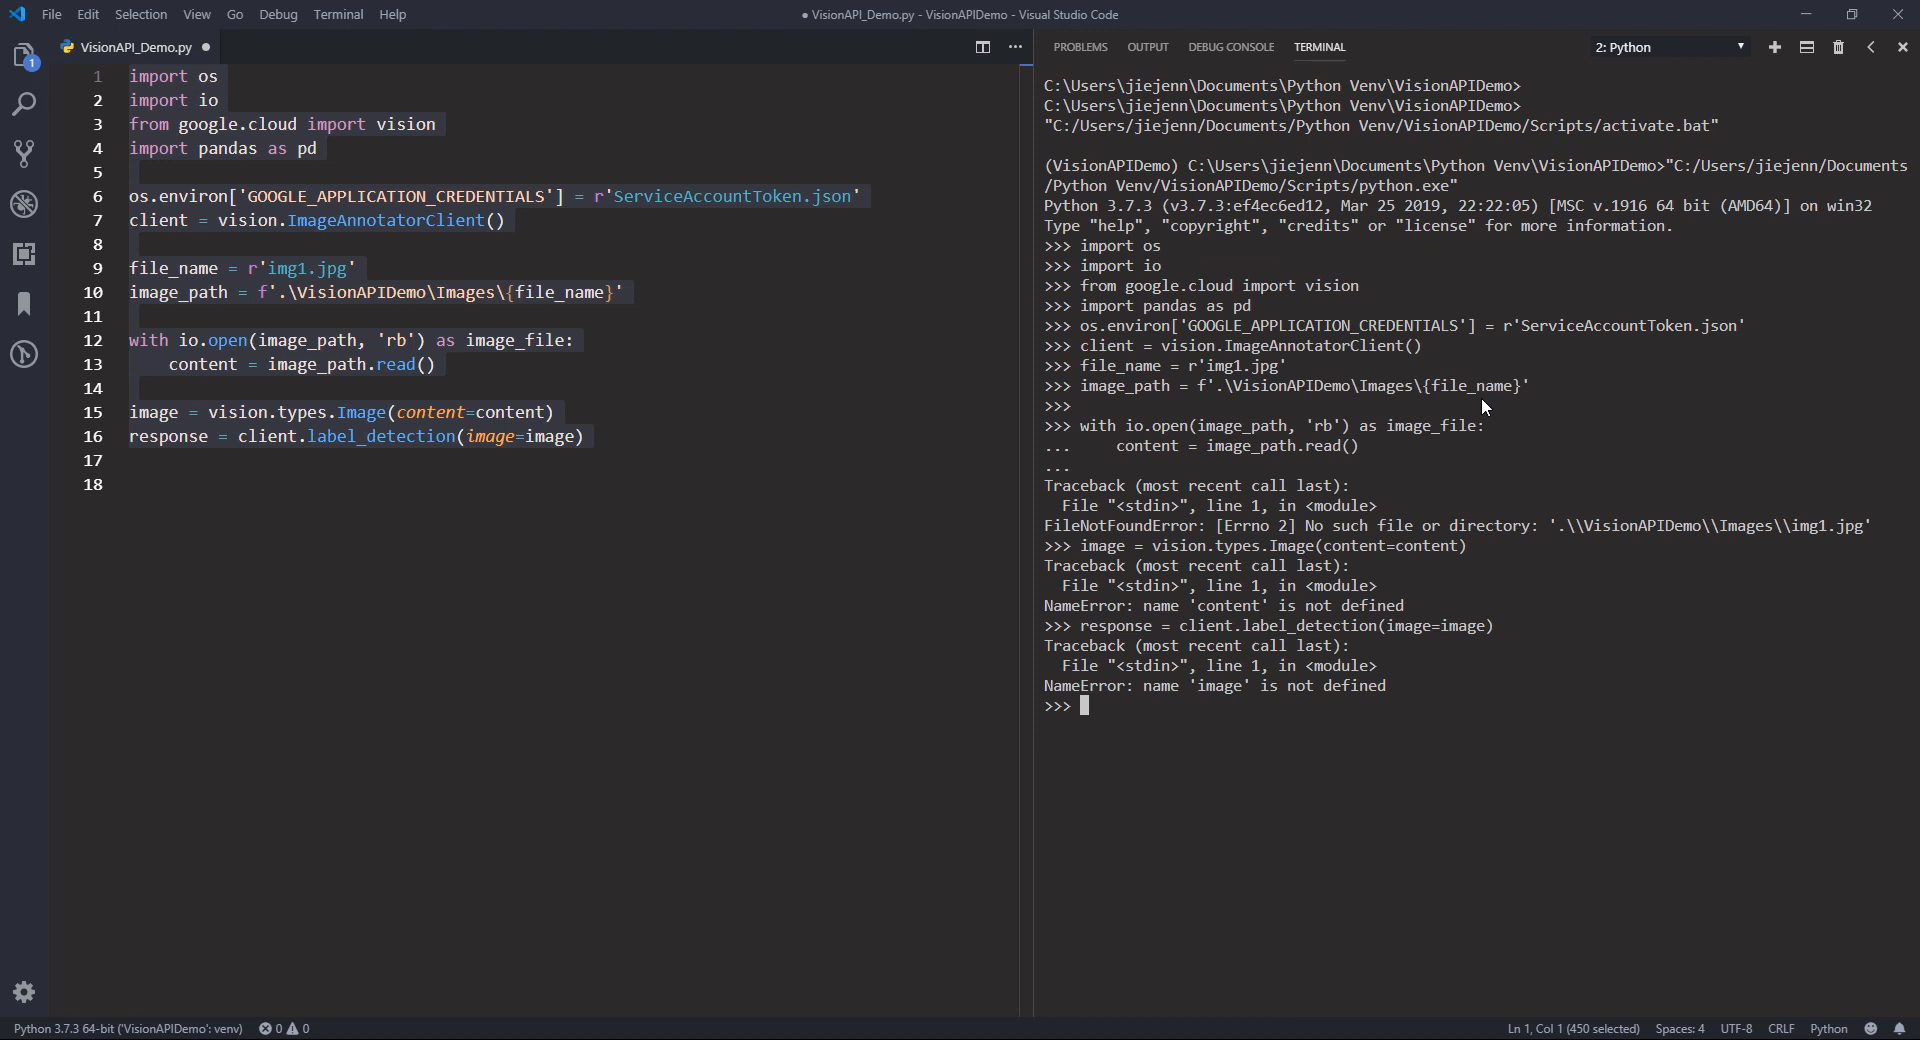 File Edit Selection View Go Debug Terminal Help
● VisionAPI_Demo.py - VisionAPIDemo - Visual Studio Code
VisionAPI_Demo.py
1
1 import os
2 import io
3 from google.cloud import vision
4 import pandas as pd
5
6 os.environ['GOOGLE_APPLICATION_CREDENTIALS'] = r'ServiceAccountToken.json'
7 client = vision.ImageAnnotatorClient()
8
9 file_name = r'img1.jpg'
10 image_path = f'.\VisionAPIDemo\Images\{file_name}'
11
12 with io.open(image_path, 'rb') as image_file:
13     content = image_path.read()
14
15 image = vision.types.Image(content=content)
16 response = client.label_detection(image=image)
17
18
PROBLEMS OUTPUT DEBUG CONSOLE TERMINAL
2: Python
C:\Users\jiejenn\Documents\Python Venv\VisionAPIDemo>
C:\Users\jiejenn\Documents\Python Venv\VisionAPIDemo>
"C:/Users/jiejenn/Documents/Python Venv/VisionAPIDemo/Scripts/activate.bat"
(VisionAPIDemo) C:\Users\jiejenn\Documents\Python Venv\VisionAPIDemo>"C:/Users/jiejenn/Documents
/Python Venv/VisionAPIDemo/Scripts/python.exe"
Python 3.7.3 (v3.7.3:ef4ec6ed12, Mar 25 2019, 22:22:05) [MSC v.1916 64 bit (AMD64)] on win32
Type "help", "copyright", "credits" or "license" for more information.
>>> import os
>>> import io
>>> from google.cloud import vision
>>> import pandas as pd
>>> os.environ['GOOGLE_APPLICATION_CREDENTIALS'] = r'ServiceAccountToken.json'
>>> client = vision.ImageAnnotatorClient()
>>> file_name = r'img1.jpg'
>>> image_path = f'.\VisionAPIDemo\Images\{file_name}'
>>>
>>> with io.open(image_path, 'rb') as image_file:
...     content = image_path.read()
...
Traceback (most recent call last):
  File "<stdin>", line 1, in <module>
FileNotFoundError: [Errno 2] No such file or directory: '.\\VisionAPIDemo\\Images\\img1.jpg'
>>> image = vision.types.Image(content=content)
Traceback (most recent call last):
  File "<stdin>", line 1, in <module>
NameError: name 'content' is not defined
>>> response = client.label_detection(image=image)
Traceback (most recent call last):
  File "<stdin>", line 1, in <module>
NameError: name 'image' is not defined
>>>
Python 3.7.3 64-bit ('VisionAPIDemo': venv) 0 0
Ln 1, Col 1 (450 selected) Spaces: 4 UTF-8 CRLF Python